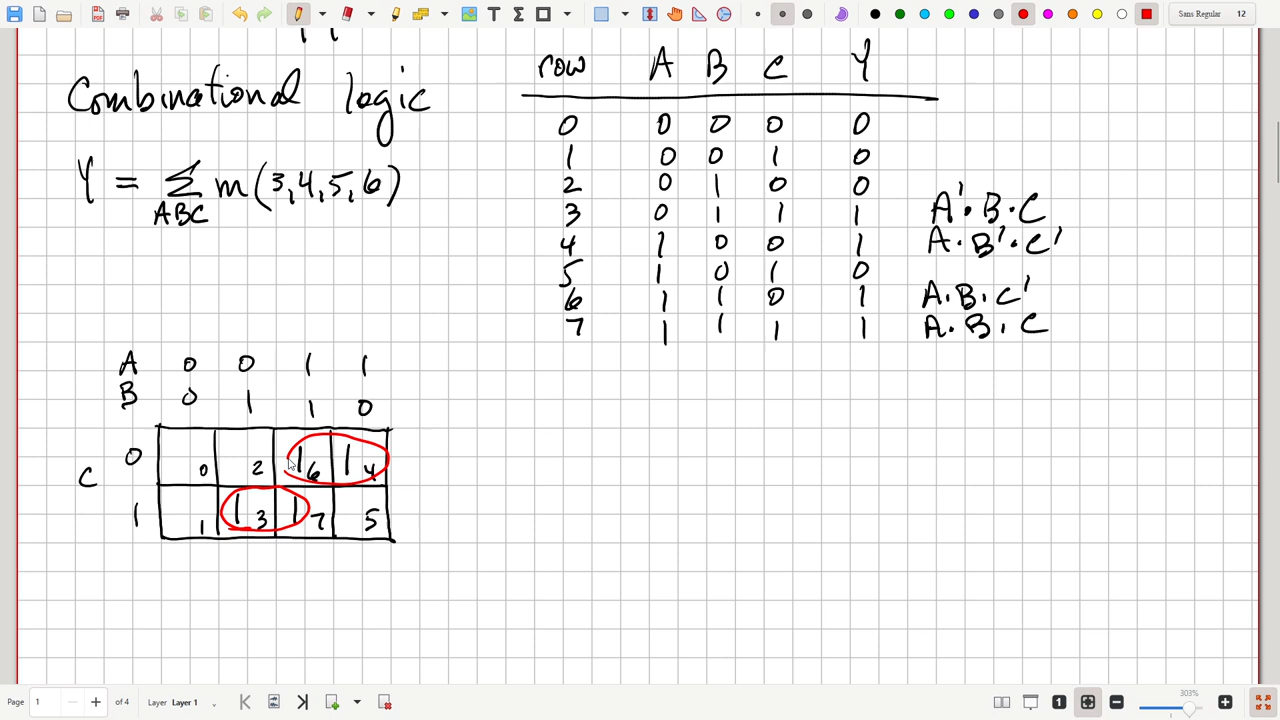 Sans Regular 12
Combinational logic
Y = Σ m(3,4,5,6)
ABC
row A B C Y
0 0 0 0 0
1 0 0 1 0
2 0 1 0 0
3 0 1 1 1 A'·B·C
4 1 0 0 1 A·B'·C'
5 1 0 1 0
6 1 1 0 1 A·B·C'
7 1 1 1 1 A·B·C
A 0 0 1 1
B 0 1 1 0
0 0 2 1 6 1 4
C
1 1 1 3 1 7 5
Page 1 of 4 Layer Layer 1 303%